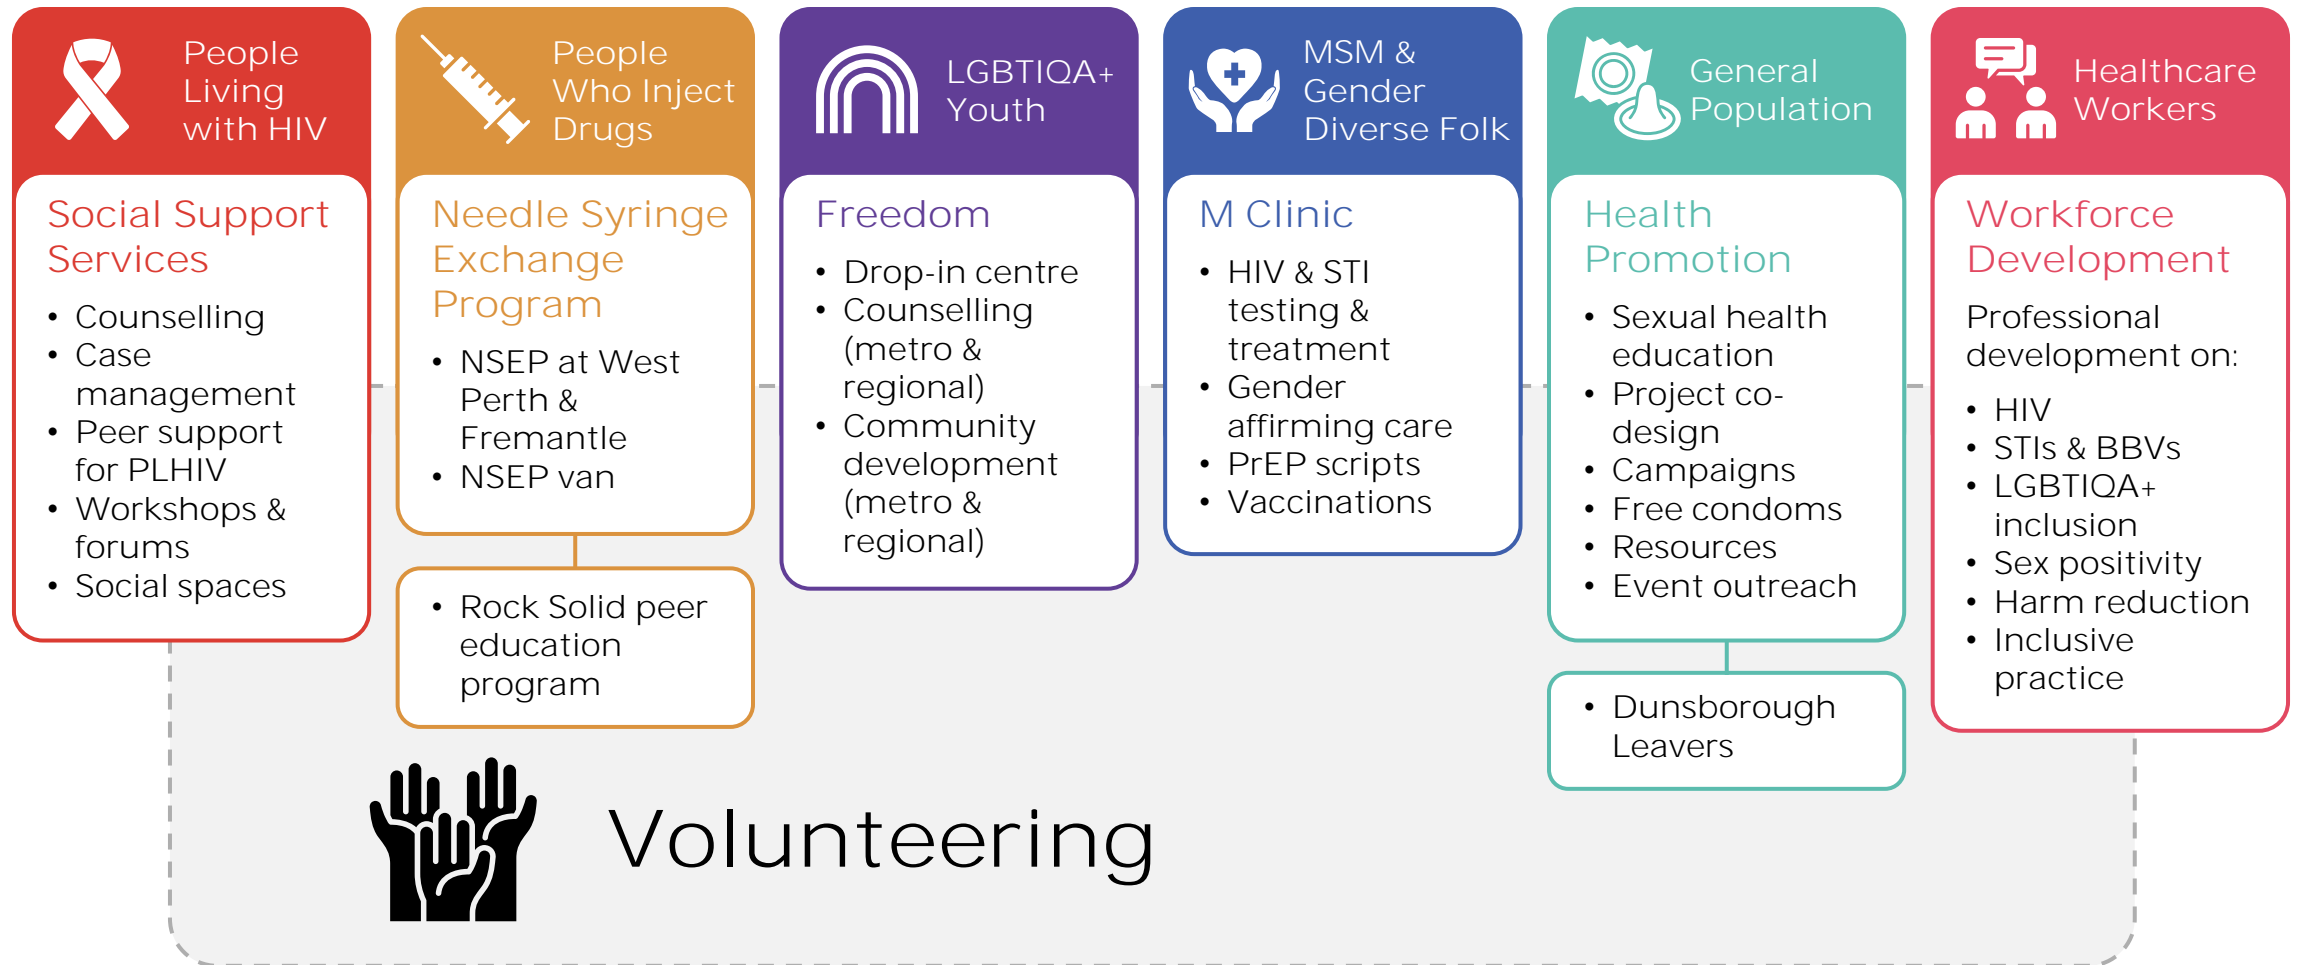 People
Living
with HIV
Social Support
Services
• Counselling
• Case
management
• Peer support
for PLHIV
• Workshops &
forums
• Social spaces
People
Who Inject
Drugs
Needle Syringe
Exchange
Program
• NSEP at West
Perth &
Fremantle
• NSEP van
• Rock Solid peer
education
program
LGBTIQA+
Youth
Freedom
• Drop-in centre
• Counselling
(metro &
regional)
• Community
development
(metro &
regional)
MSM &
Gender
Diverse Folk
M Clinic
• HIV & STI
testing &
treatment
• Gender
affirming care
• PrEP scripts
• Vaccinations
General
Population
Health
Promotion
• Sexual health
education
• Project co-
design
• Campaigns
• Free condoms
• Resources
• Event outreach
• Dunsborough
Leavers
Healthcare
Workers
Workforce
Development
Professional
development on:
• HIV
• STIs & BBVs
• LGBTIQA+
inclusion
• Sex positivity
• Harm reduction
• Inclusive
practice
Volunteering